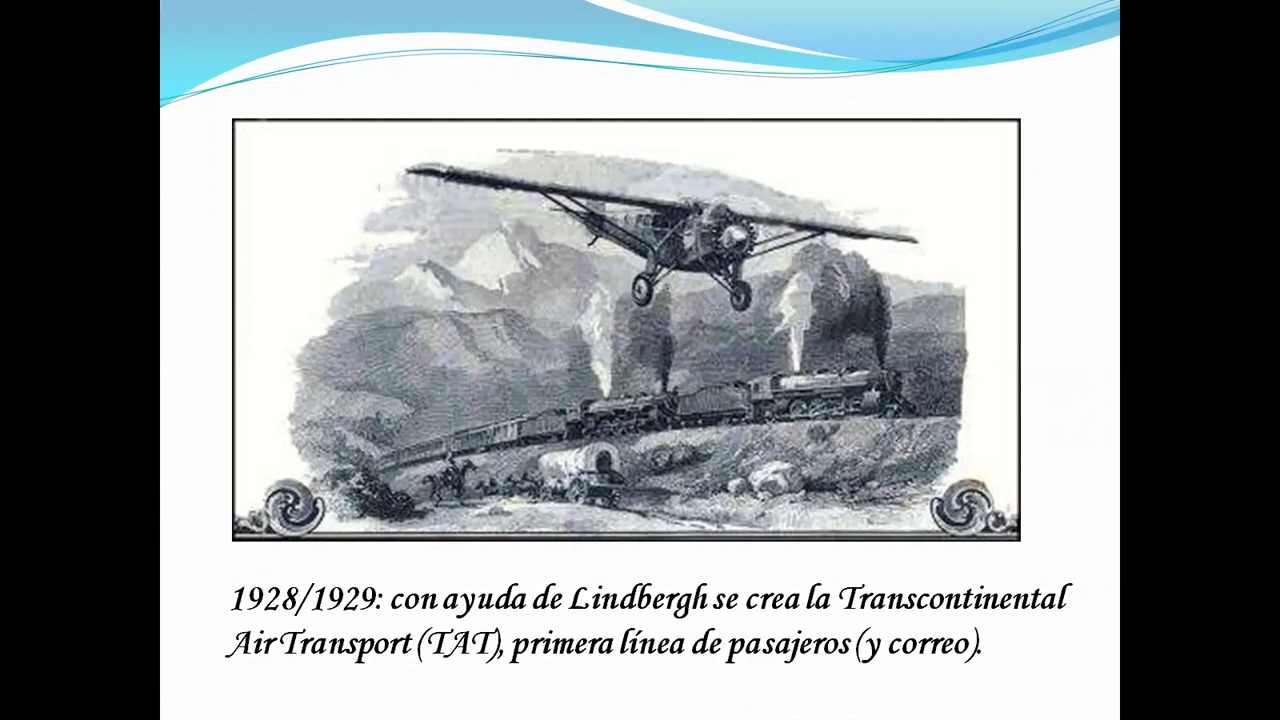 1928/1929: con ayuda de Lindbergh se crea la Transcontinental
Air Transport (TAT), primera línea de pasajeros (y correo).